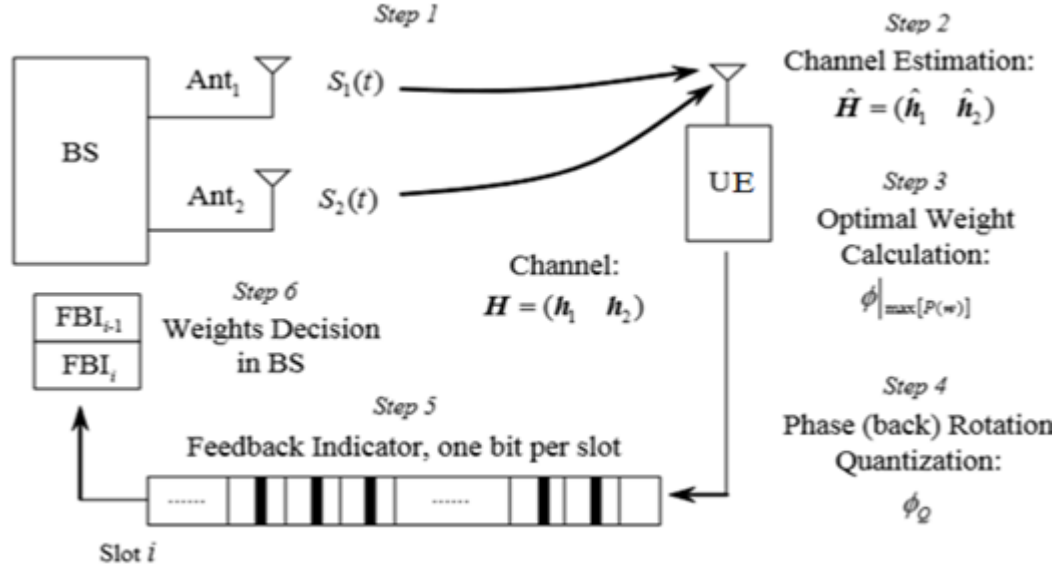 Step 1
BS
Ant₁
S₁(t)
Ant₂
S₂(t)
UE
Step 2
Channel Estimation:
Ĥ = (ĥ₁ ĥ₂)
Step 3
Optimal Weight
Calculation:
ϕ|max[P(w)]
Channel:
H = (h₁ h₂)
Step 4
Phase (back) Rotation
Quantization:
ϕ_Q
Step 5
Feedback Indicator, one bit per slot
...... ......
Slot i
Step 6
Weights Decision
in BS
FBIᵢ₋₁
FBIᵢ